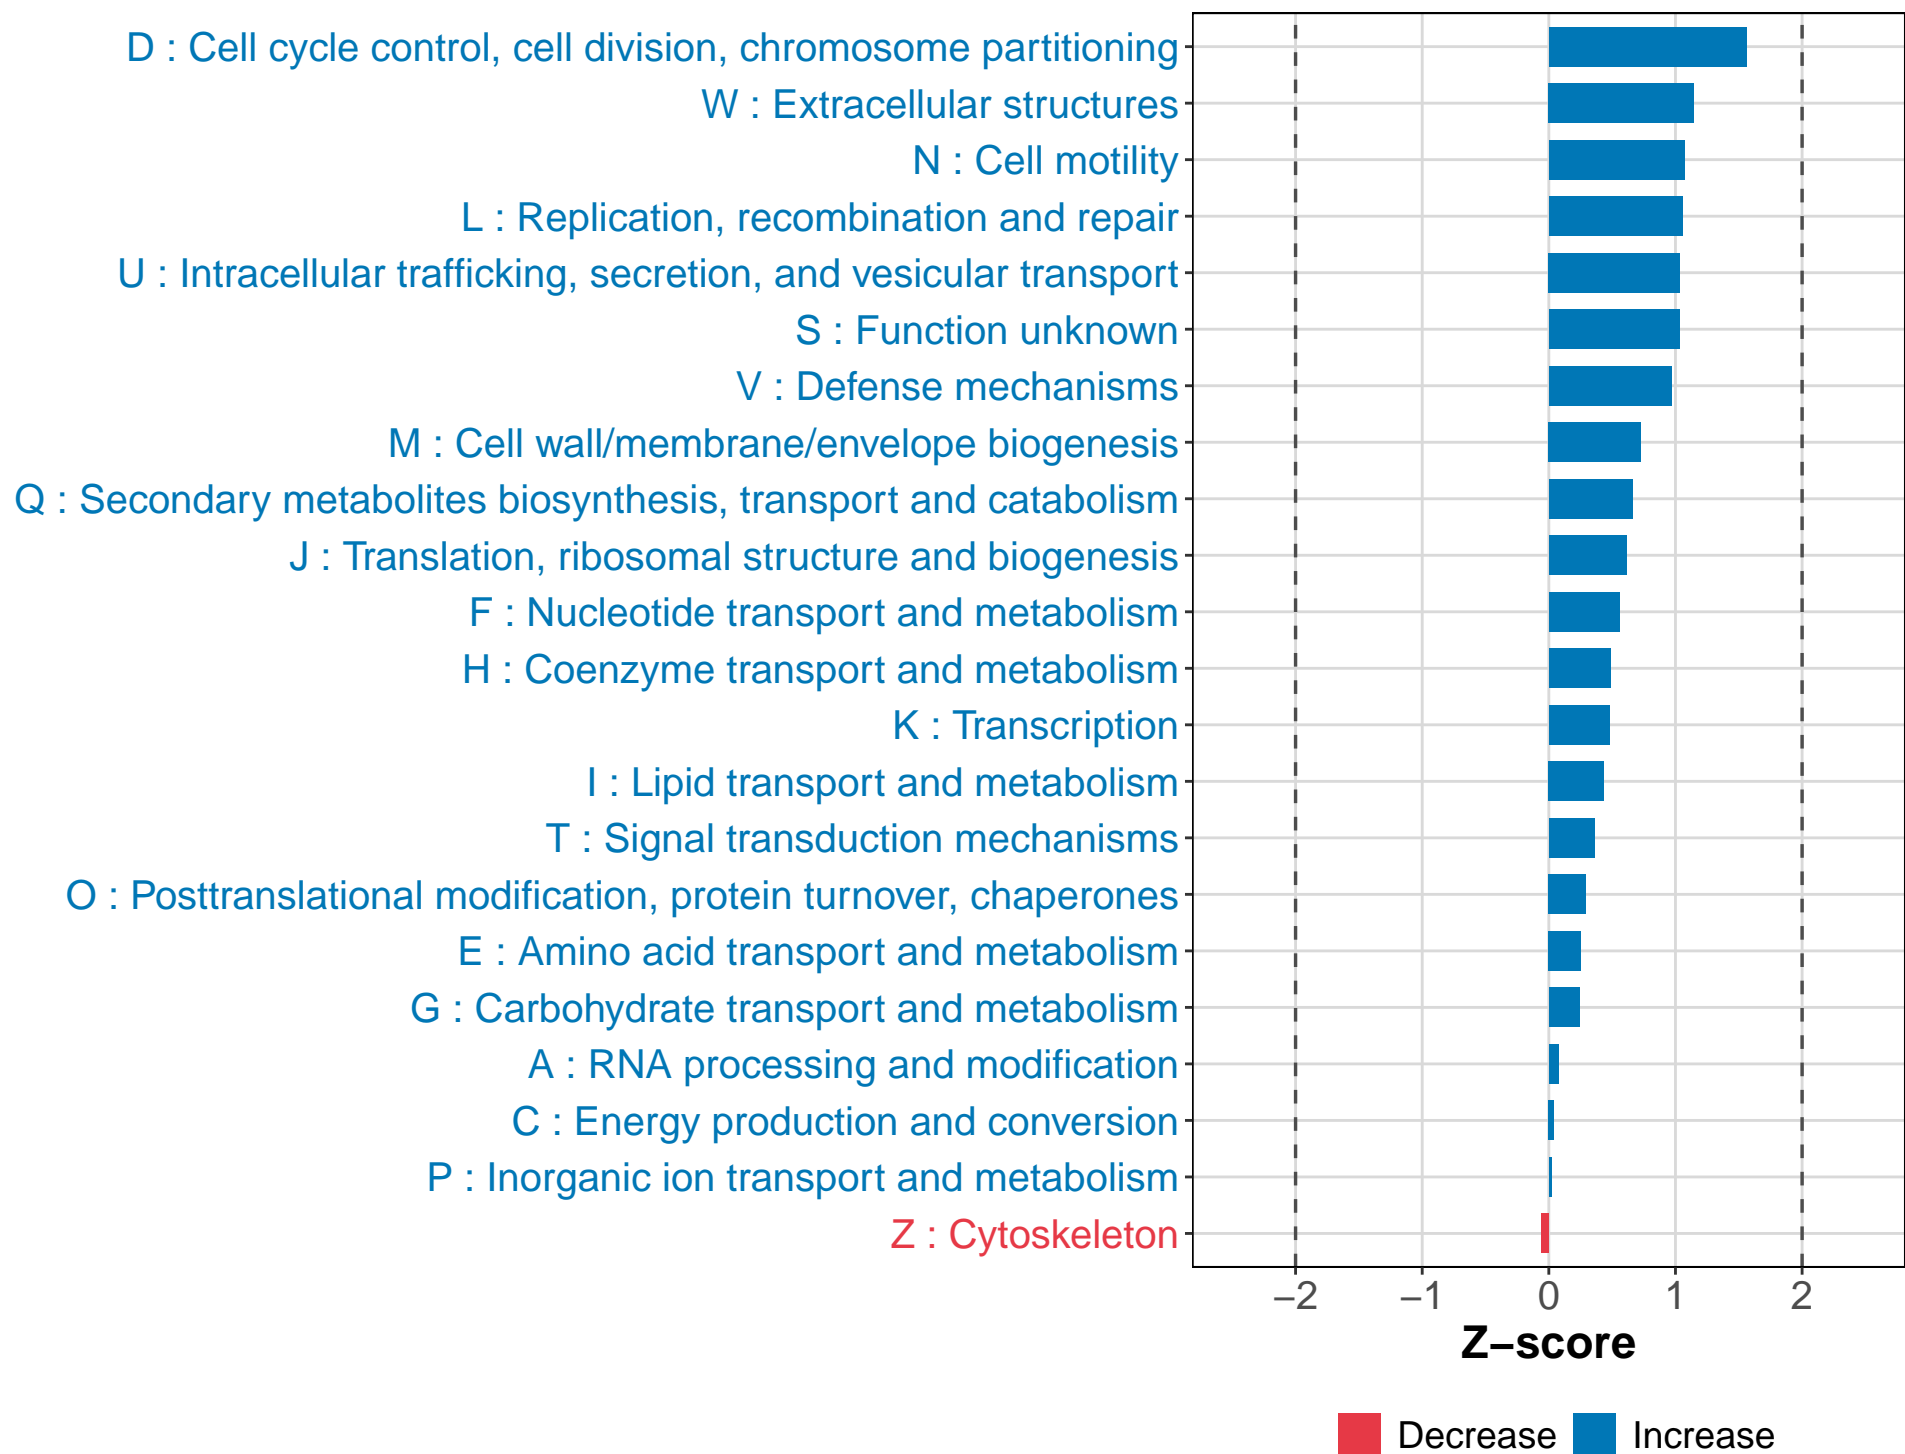 D : Cell cycle control, cell division, chromosome partitioning
W : Extracellular structures
N : Cell motility
L : Replication, recombination and repair
U : Intracellular trafficking, secretion, and vesicular transport
S : Function unknown
V : Defense mechanisms
M : Cell wall/membrane/envelope biogenesis
Q : Secondary metabolites biosynthesis, transport and catabolism
J : Translation, ribosomal structure and biogenesis
F : Nucleotide transport and metabolism
H : Coenzyme transport and metabolism
K : Transcription
I : Lipid transport and metabolism
T : Signal transduction mechanisms
O : Posttranslational modification, protein turnover, chaperones
E : Amino acid transport and metabolism
G : Carbohydrate transport and metabolism
A : RNA processing and modification
C : Energy production and conversion
P : Inorganic ion transport and metabolism
Z : Cytoskeleton
−2 −1 0 1 2
Z−score
Decrease Increase